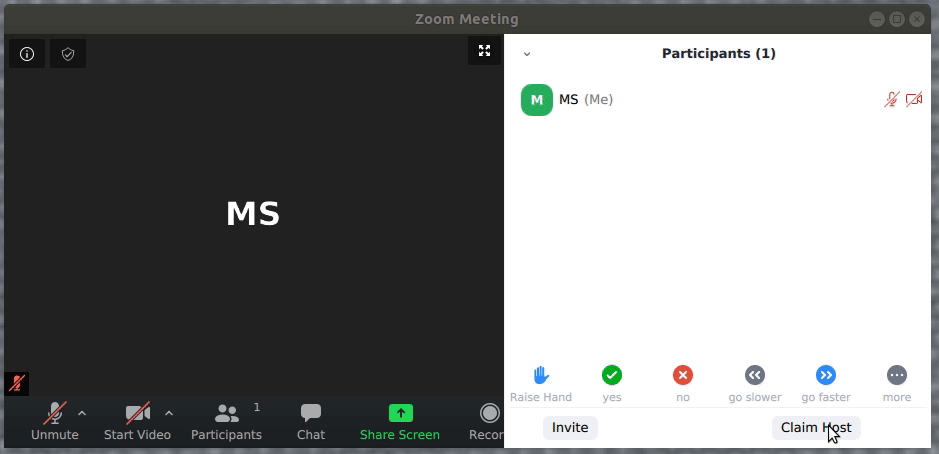 Zoom Meeting
Participants (1)
M MS (Me)
MS
Raise Hand yes no go slower go faster more
1
Unmute Start Video Participants Chat Share Screen Recor
Invite Claim Host